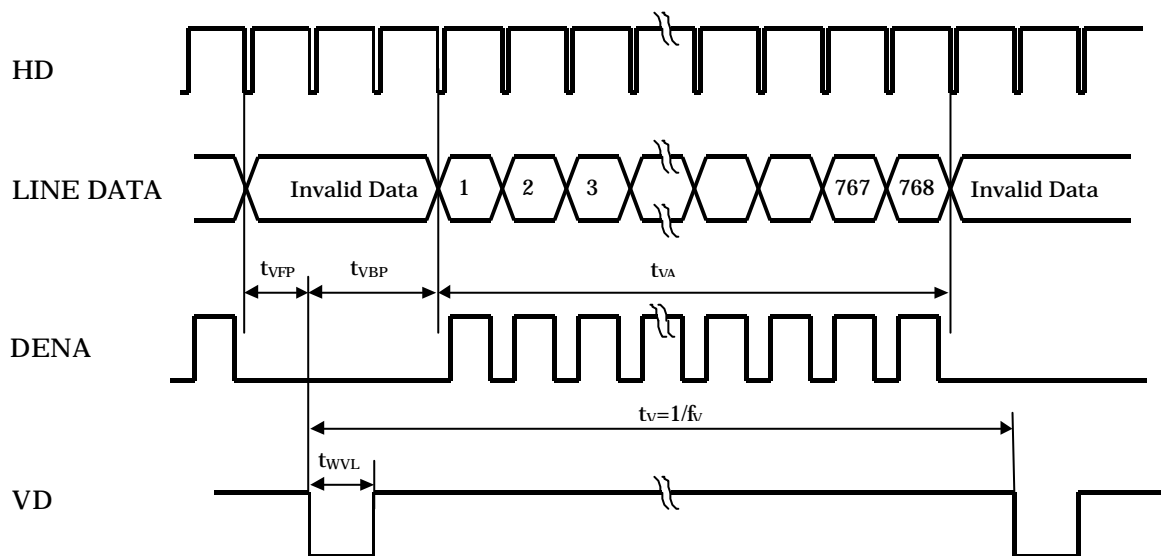 HD
LINE DATA
Invalid Data 1 2 3 767 768 Invalid Data
tVFP tVBP tVA
DENA
tV=1/fV
tWVL
VD